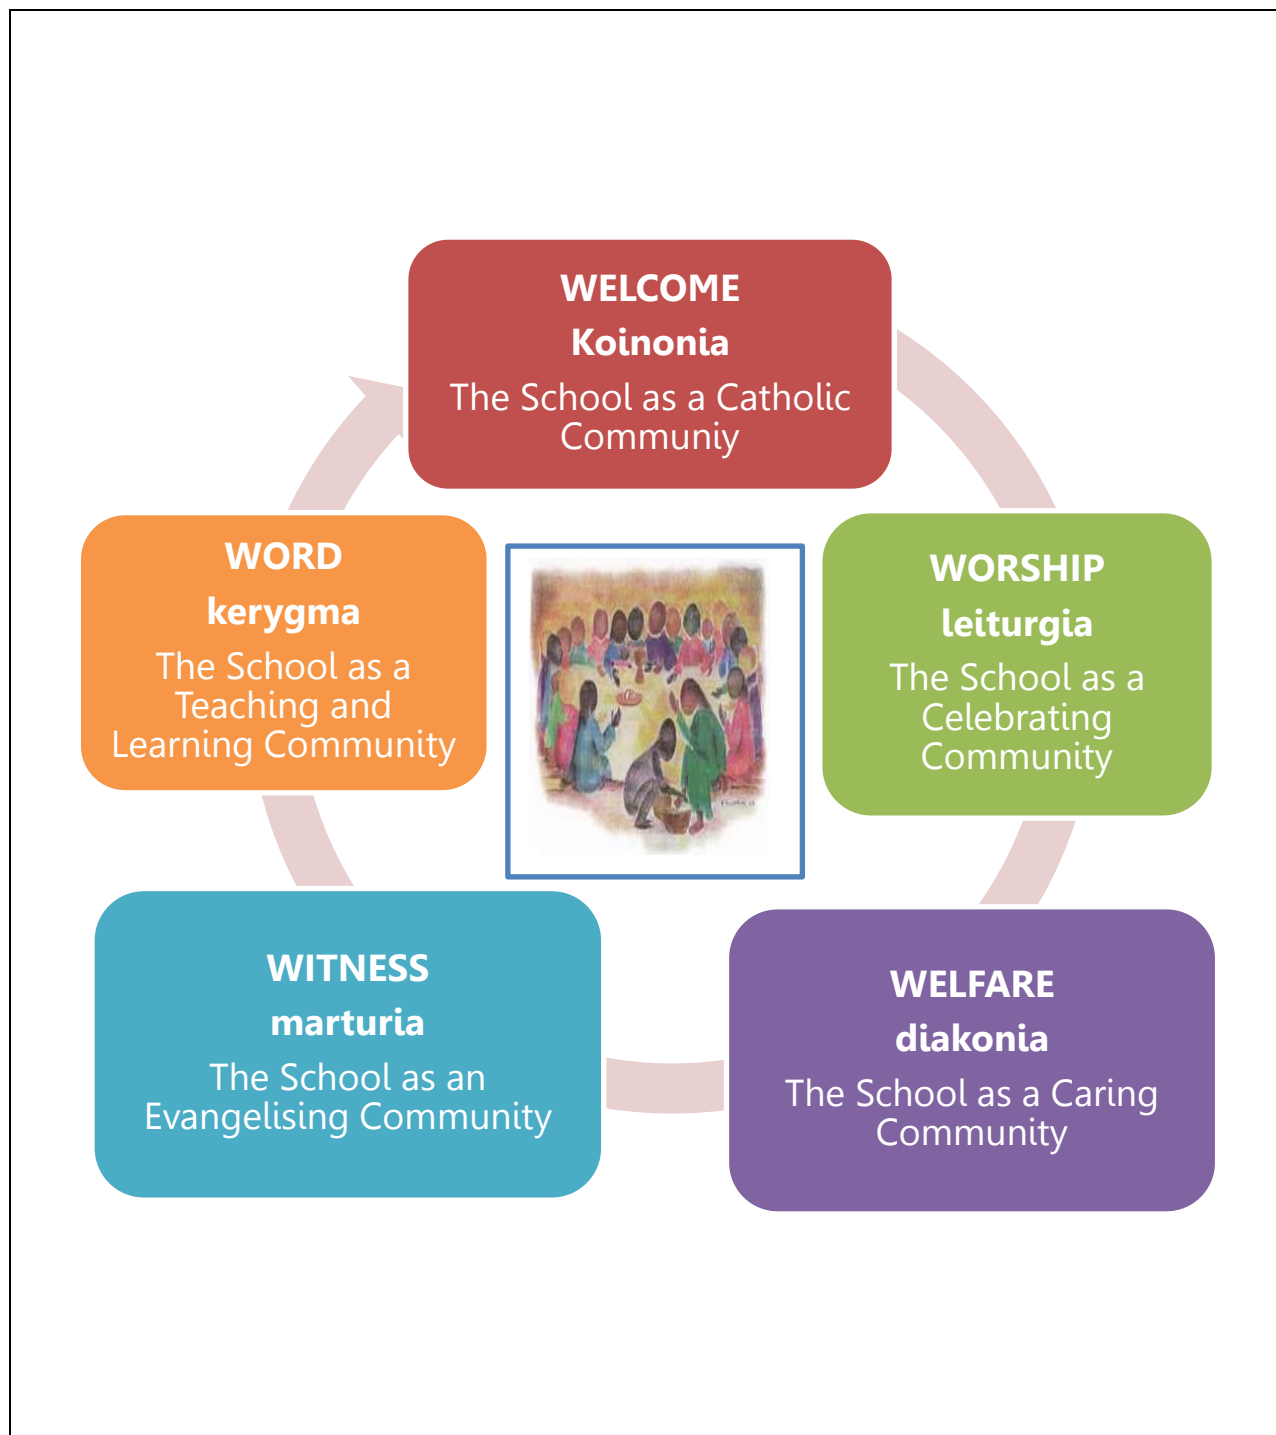 WELCOME
Koinonia
The School as a Catholic
Communiy
WORSHIP
leiturgia
The School as a
Celebrating
Community
WELFARE
diakonia
The School as a Caring
Community
WITNESS
marturia
The School as an
Evangelising Community
WORD
kerygma
The School as a
Teaching and
Learning Community